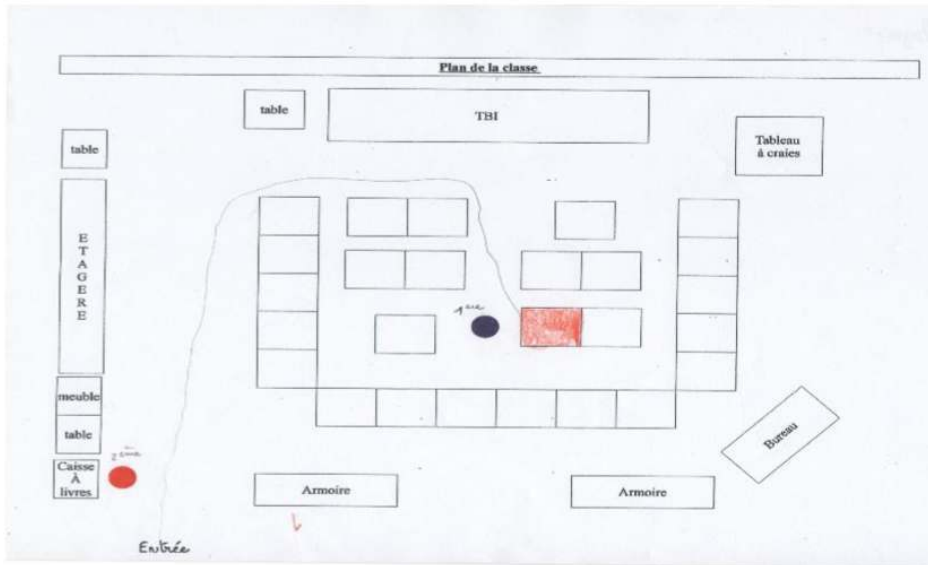 Plan de la classe
table
TBI
Tableau
à craies
table
ETAGERE
1ère
meuble
table
2ème
Caisse
À
livres
Bureau
Armoire
Armoire
Entrée